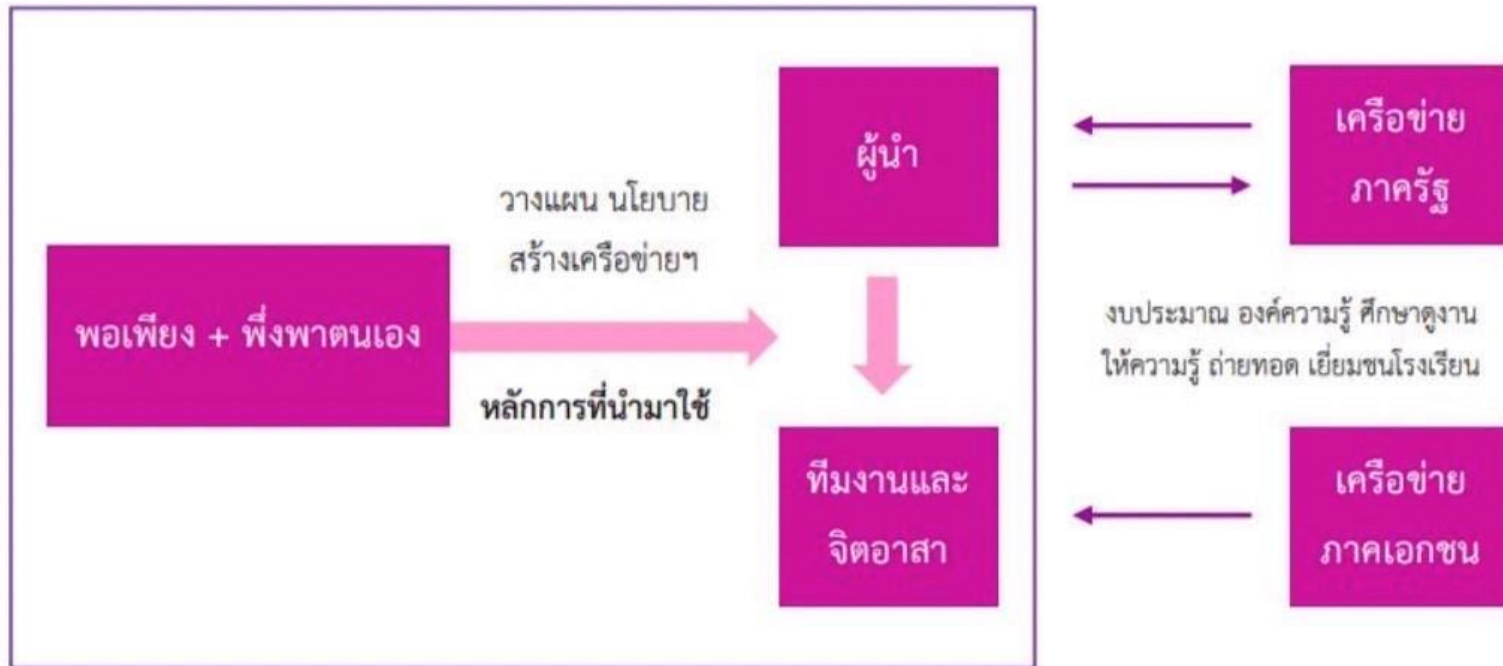 พอเพียง + พึ่งพาตนเอง
วางแผน นโยบาย
สร้างเครือข่ายฯ
หลักการที่นำมาใช้
ผู้นำ
ทีมงานและ
จิตอาสา
เครือข่าย
ภาครัฐ
งบประมาณ องค์ความรู้ ศึกษาดูงาน
ให้ความรู้ ถ่ายทอด เยี่ยมชนโรงเรียน
เครือข่าย
ภาคเอกชน